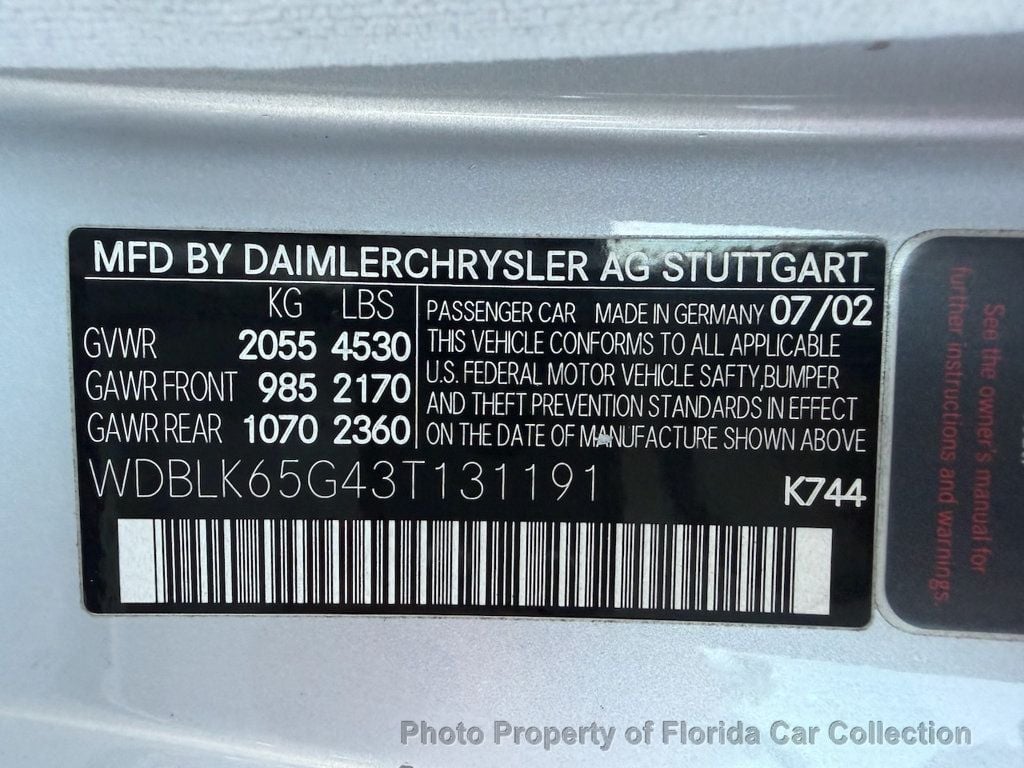 MFD BY DAIMLERCHRYSLER AG STUTTGART
KG LBS
GVWR 2055 4530
GAWR FRONT 985 2170
GAWR REAR 1070 2360
PASSENGER CAR MADE IN GERMANY 07/02
THIS VEHICLE CONFORMS TO ALL APPLICABLE
U.S. FEDERAL MOTOR VEHICLE SAFTY,BUMPER
AND THEFT PREVENTION STANDARDS IN EFFECT
ON THE DATE OF MANUFACTURE SHOWN ABOVE
WDBLK65G43T131191
K744
See the owner's manual for
further instructions and warnings.
Photo Property of Florida Car Collection